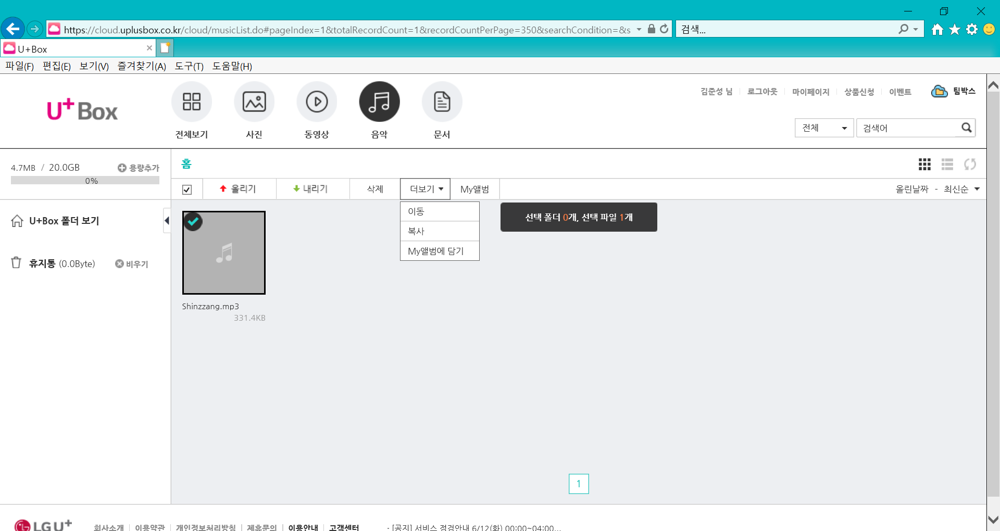 https://cloud.uplusbox.co.kr/cloud/musicList.do#pageIndex=1&totalRecordCount=1&recordCountPerPage=350&searchCondition=&s
검색...
U+Box
파일(F) 편집(E) 보기(V) 즐겨찾기(A) 도구(T) 도움말(H)
U+ Box
전체보기 사진 동영상 음악 문서
김준성 님 로그아웃 마이페이지 상품신청 이벤트 팀박스
전체 검색어
4.7MB / 20.0GB 용량추가
0%
홈
올리기 내리기 삭제 더보기 My앨범
올린날짜 - 최신순
U+Box 폴더 보기
휴지통 (0.0Byte) 비우기
이동
복사
My앨범에 담기
선택 폴더 0개, 선택 파일 1개
Shinzzang.mp3
331.4KB
1
LG U+
회사소개 이용약관 개인정보처리방침 제휴문의 이용안내 고객센터
- [공지] 서비스 점검안내 6/12(화) 00:00~04:00...